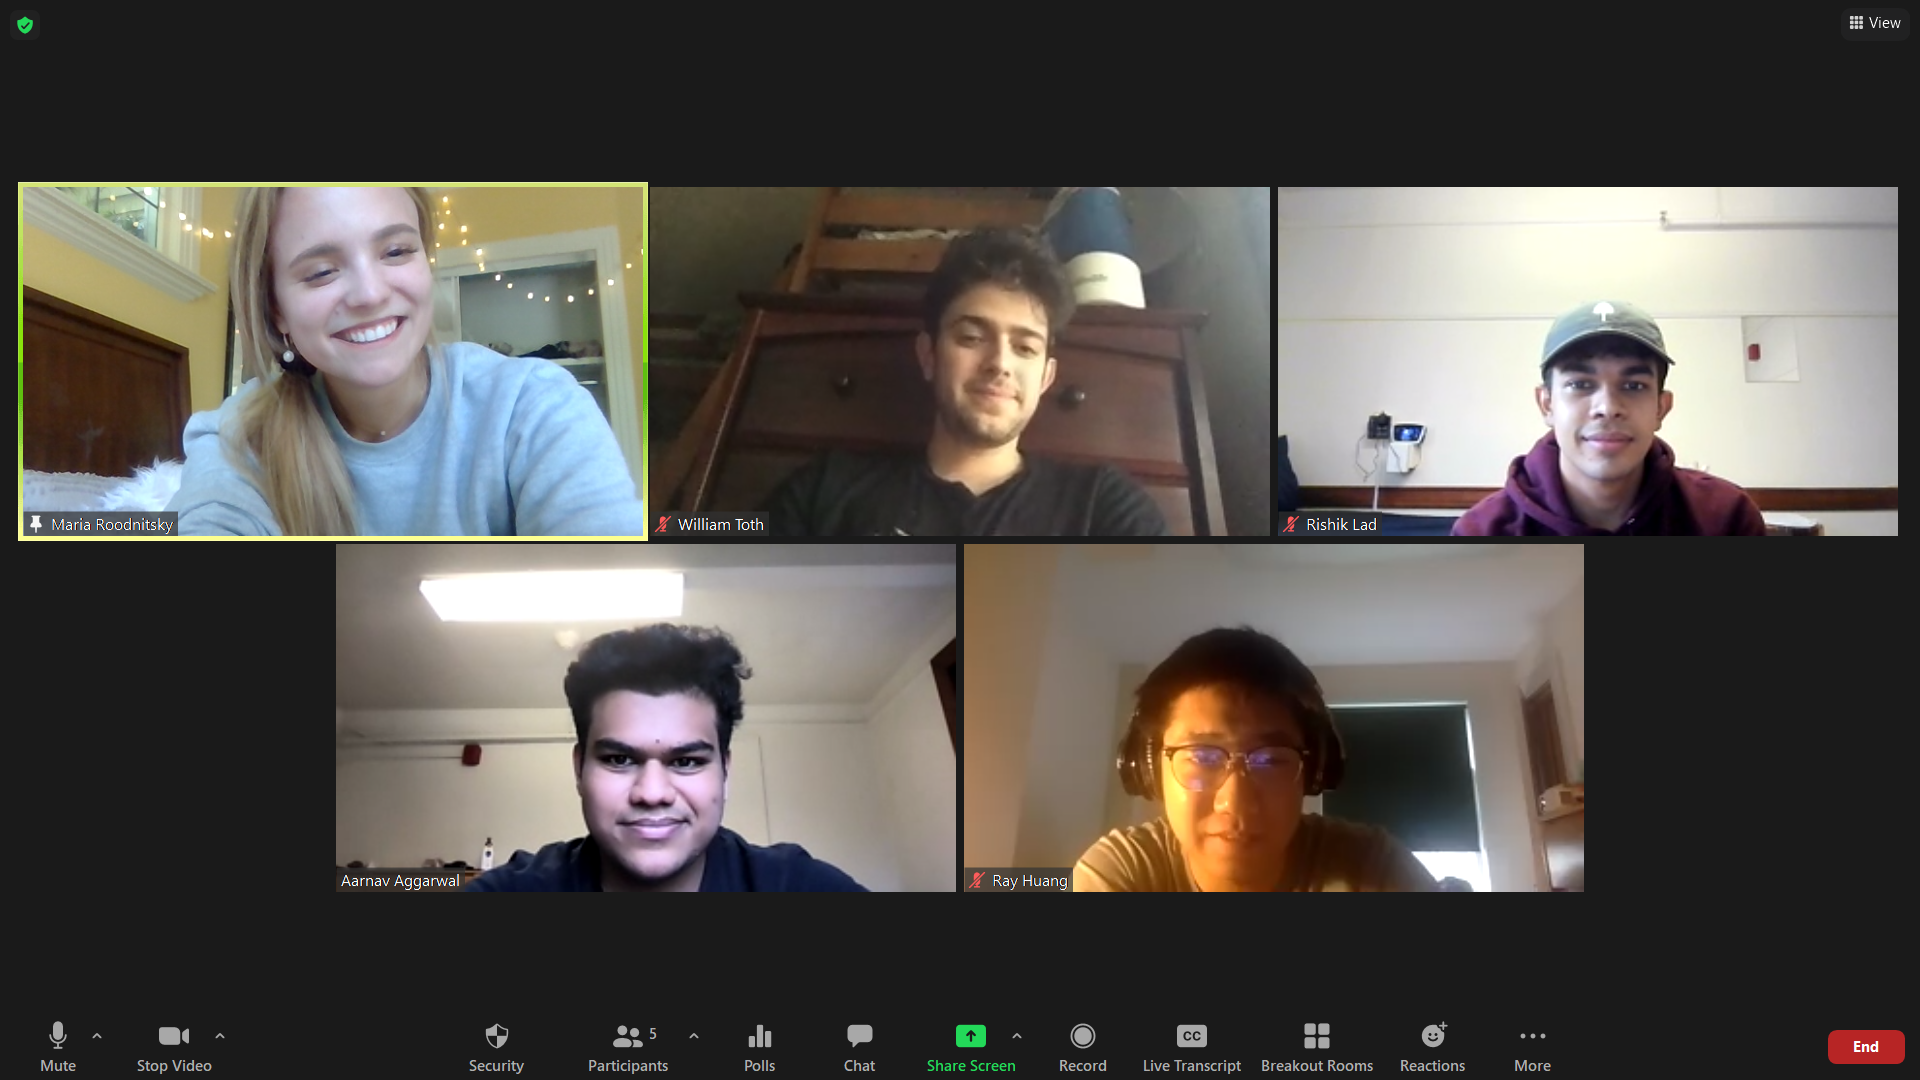 View
Maria Roodnitsky
William Toth
Rishik Lad
Aarnav Aggarwal
Ray Huang
Mute
Stop Video
Security
Participants
5
Polls
Chat
Share Screen
Record
CC
Live Transcript
Breakout Rooms
Reactions
More
End